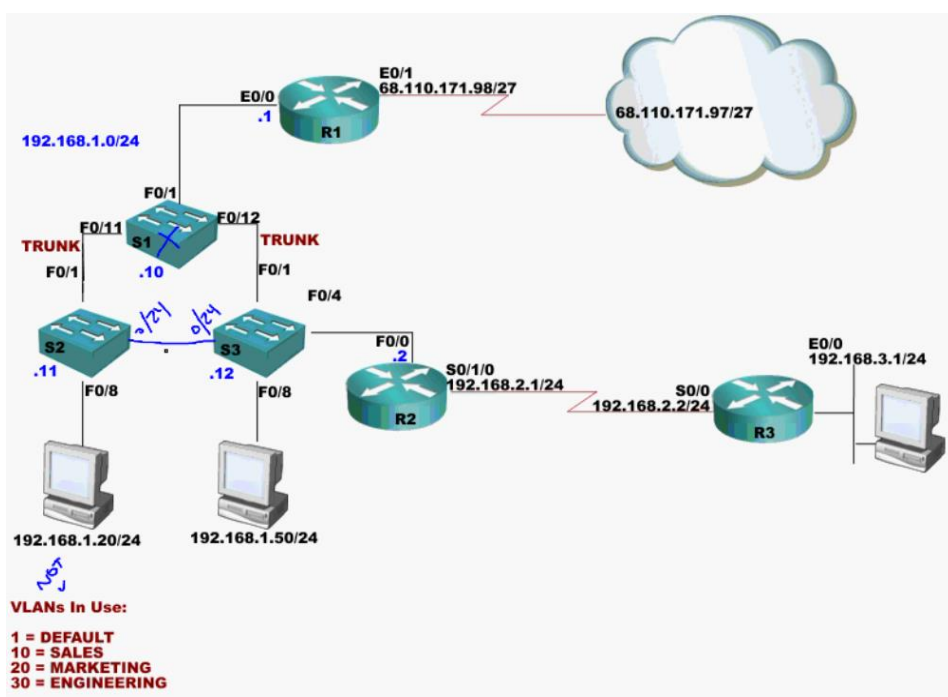 E0/1
68.110.171.98/27
E0/0
.1
R1
68.110.171.97/27
192.168.1.0/24
F0/1
F0/11
F0/12
S1
TRUNK
TRUNK
.10
F0/1
F0/1
F0/4
0/24
S2
S3
.11
.12
F0/0
.2
S0/1/0
192.168.2.1/24
R2
E0/0
192.168.3.1/24
S0/0
192.168.2.2/24
R3
F0/8
F0/8
192.168.1.20/24
192.168.1.50/24
VLANs In Use:
1 = DEFAULT
10 = SALES
20 = MARKETING
30 = ENGINEERING